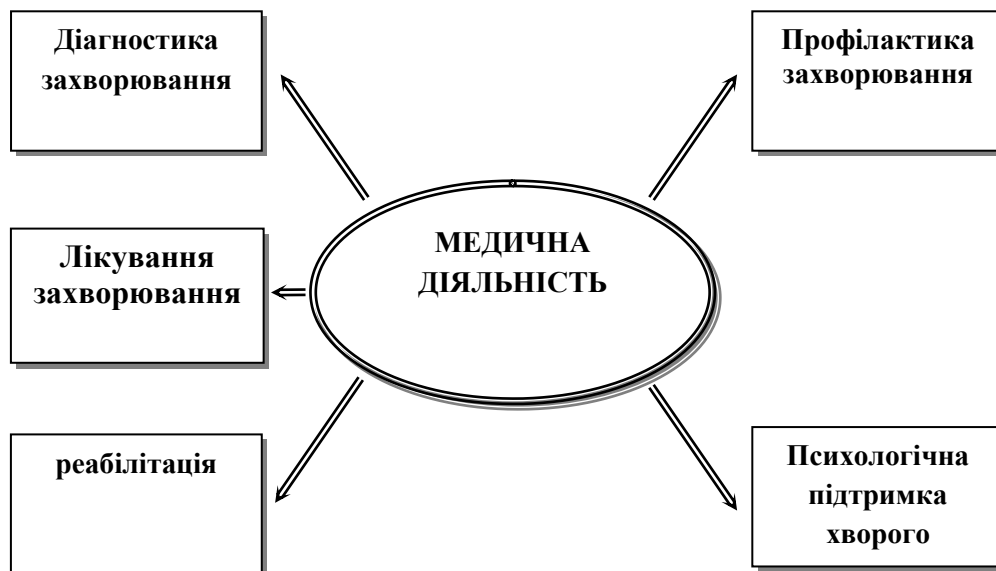 Діагностика
захворювання
Профілактика
захворювання
МЕДИЧНА
ДІЯЛЬНІСТЬ
Лікування
захворювання
реабілітація
Психологічна
підтримка
хворого